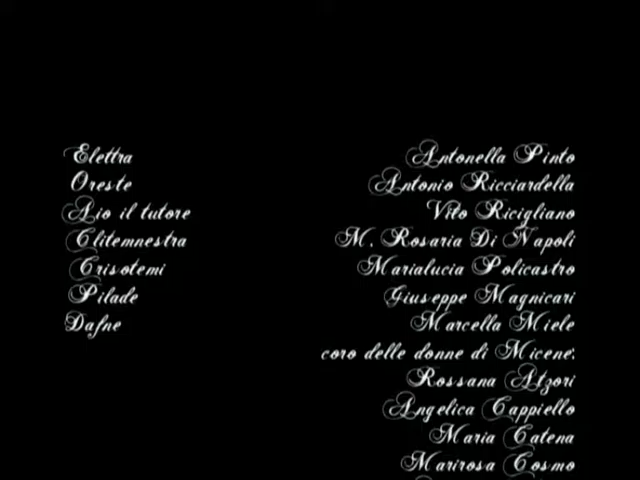 Elettra Antonella Pinto
Oreste Antonio Ricciardella
Aio il tutore Vito Ricigliano
Clitemnestra M. Rosaria Di Napoli
Crisotemi Marialucia Policastro
Pilade Giuseppe Magnicari
Dafne Marcella Miele
coro delle donne di Micene:
Rossana Atzori
Angelica Cappiello
Maria Catena
Marirosa Cosmo